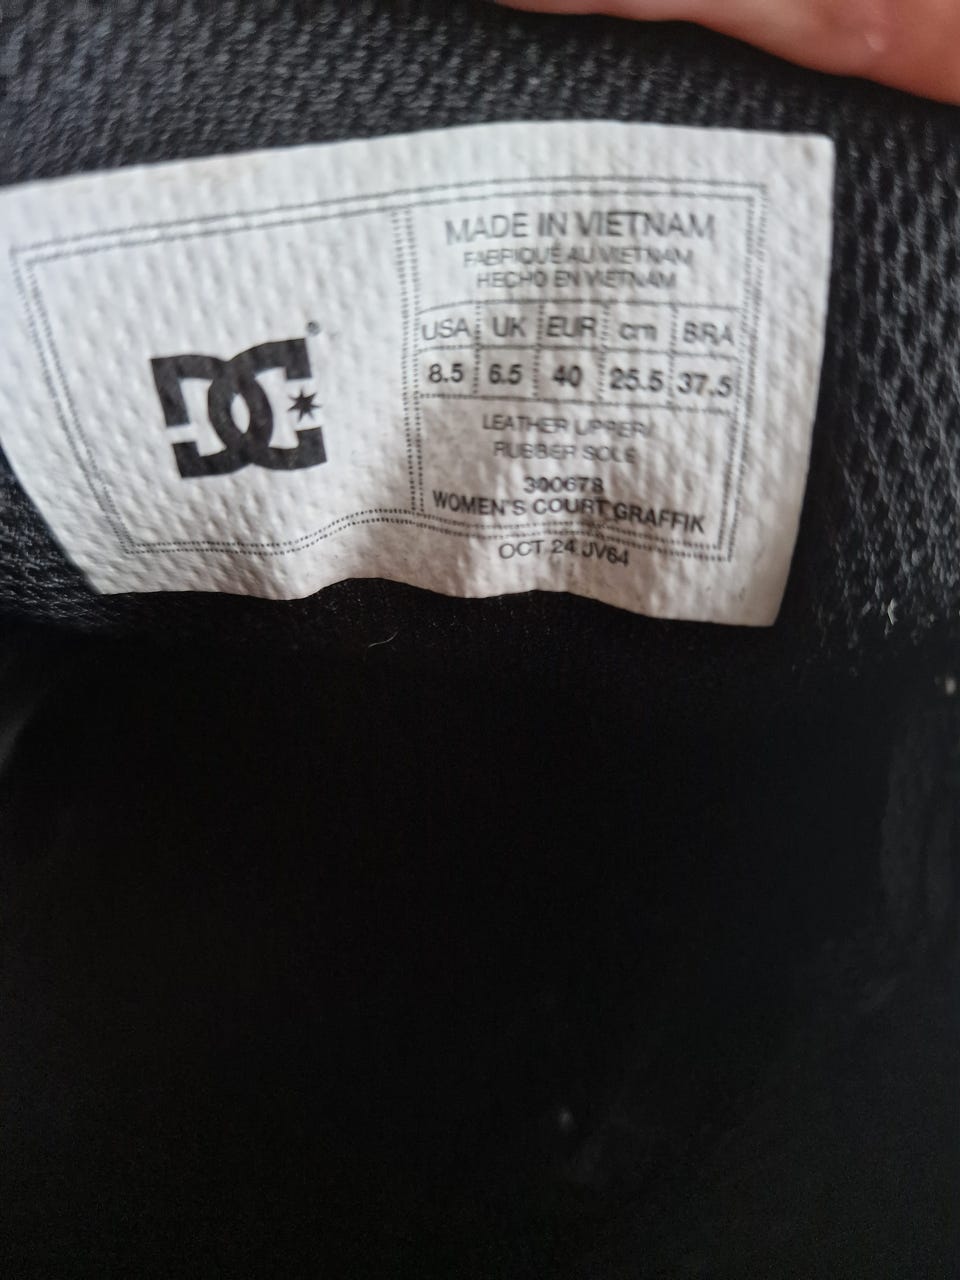 DC®
MADE IN VIETNAM
FABRIQUÉ AU VIETNAM
HECHO EN VIETNAM
USA UK EUR cm BRA
8.5 6.5 40 25.5 37.5
LEATHER UPPER/
RUBBER SOLE
300678
WOMEN'S COURT GRAFFIK
OCT 24 JV64